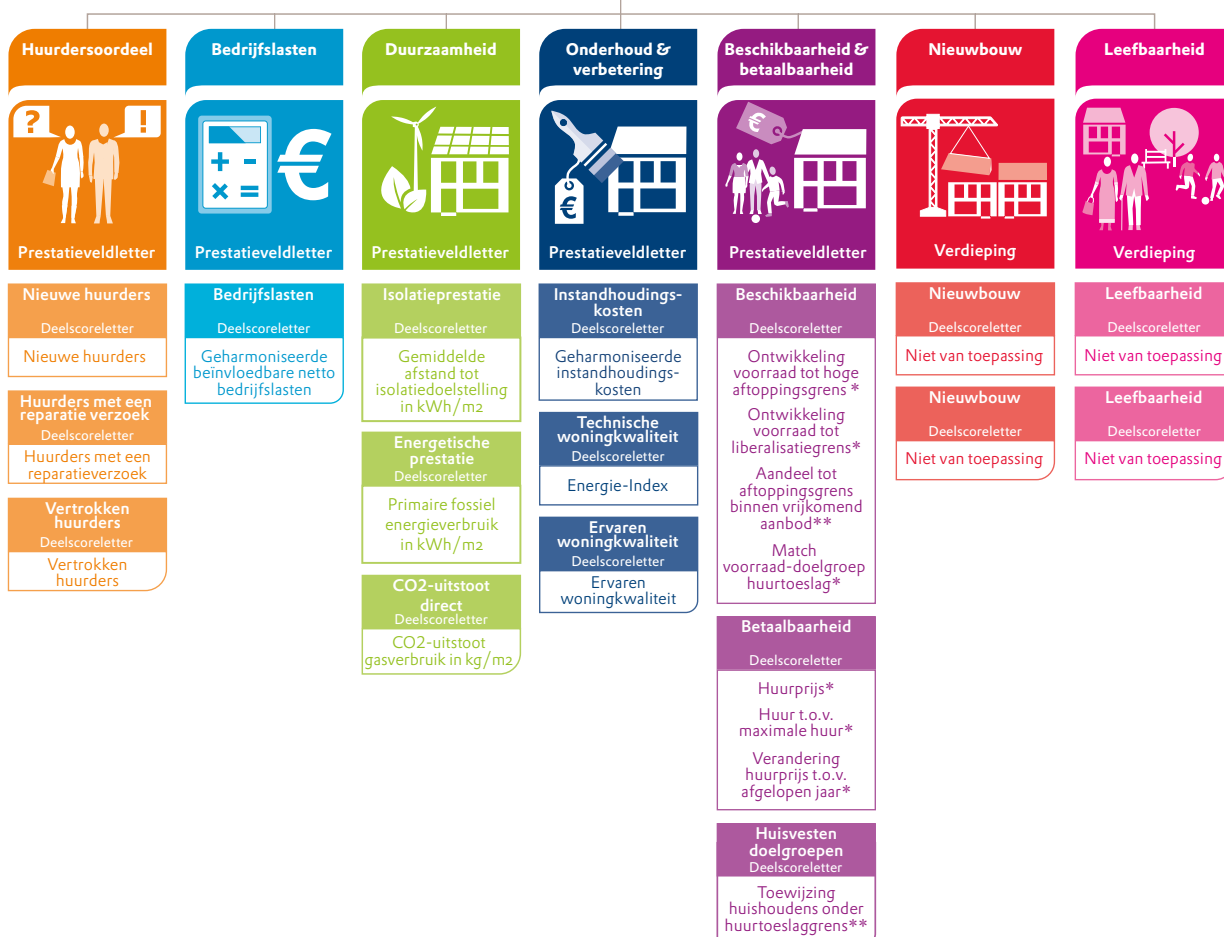 Huurdersoordeel
? !
Prestatieveldletter
Nieuwe huurders
Deelscoreletter
Nieuwe huurders
Huurders met een
reparatie verzoek
Deelscoreletter
Huurders met een
reparatieverzoek
Vertrokken
huurders
Deelscoreletter
Vertrokken
huurders
Bedrijfslasten
+ -
× = €
Prestatieveldletter
Bedrijfslasten
Deelscoreletter
Geharmoniseerde
beïnvloedbare netto
bedrijfslasten
Duurzaamheid
Prestatieveldletter
Isolatieprestatie
Deelscoreletter
Gemiddelde
afstand tot
isolatiedoelstelling
in kWh/m2
Energetische
prestatie
Deelscoreletter
Primaire fossiel
energieverbruik
in kWh/m2
CO2-uitstoot
direct
Deelscoreletter
CO2-uitstoot
gasverbruik in kg/m2
Onderhoud &
verbetering
€
Prestatieveldletter
Instandhoudings-
kosten
Deelscoreletter
Geharmoniseerde
instandhoudings-
kosten
Technische
woningkwaliteit
Deelscoreletter
Energie-Index
Ervaren
woningkwaliteit
Deelscoreletter
Ervaren
woningkwaliteit
Beschikbaarheid &
betaalbaarheid
€
Prestatieveldletter
Beschikbaarheid
Deelscoreletter
Ontwikkeling
voorraad tot hoge
aftoppingsgrens *
Ontwikkeling
voorraad tot
liberalisatiegrens*
Aandeel tot
aftoppingsgrens
binnen vrijkomend
aanbod**
Match
voorraad-doelgroep
huurtoeslag*
Betaalbaarheid
Deelscoreletter
Huurprijs*
Huur t.o.v.
maximale huur*
Verandering
huurprijs t.o.v.
afgelopen jaar*
Huisvesten
doelgroepen
Deelscoreletter
Toewijzing
huishoudens onder
huurtoeslaggrens**
Nieuwbouw
Verdieping
Nieuwbouw
Deelscoreletter
Niet van toepassing
Nieuwbouw
Deelscoreletter
Niet van toepassing
Leefbaarheid
Verdieping
Leefbaarheid
Deelscoreletter
Niet van toepassing
Leefbaarheid
Deelscoreletter
Niet van toepassing